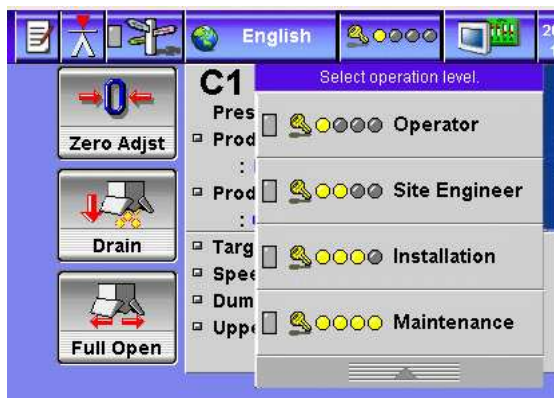 English
20
Select operation level.
C1
Pres
Operator
Zero Adjst
Prod
:
Prod
Site Engineer
:
Drain
Targ
Installation
Spee
Dum
Maintenance
Uppe
Full Open